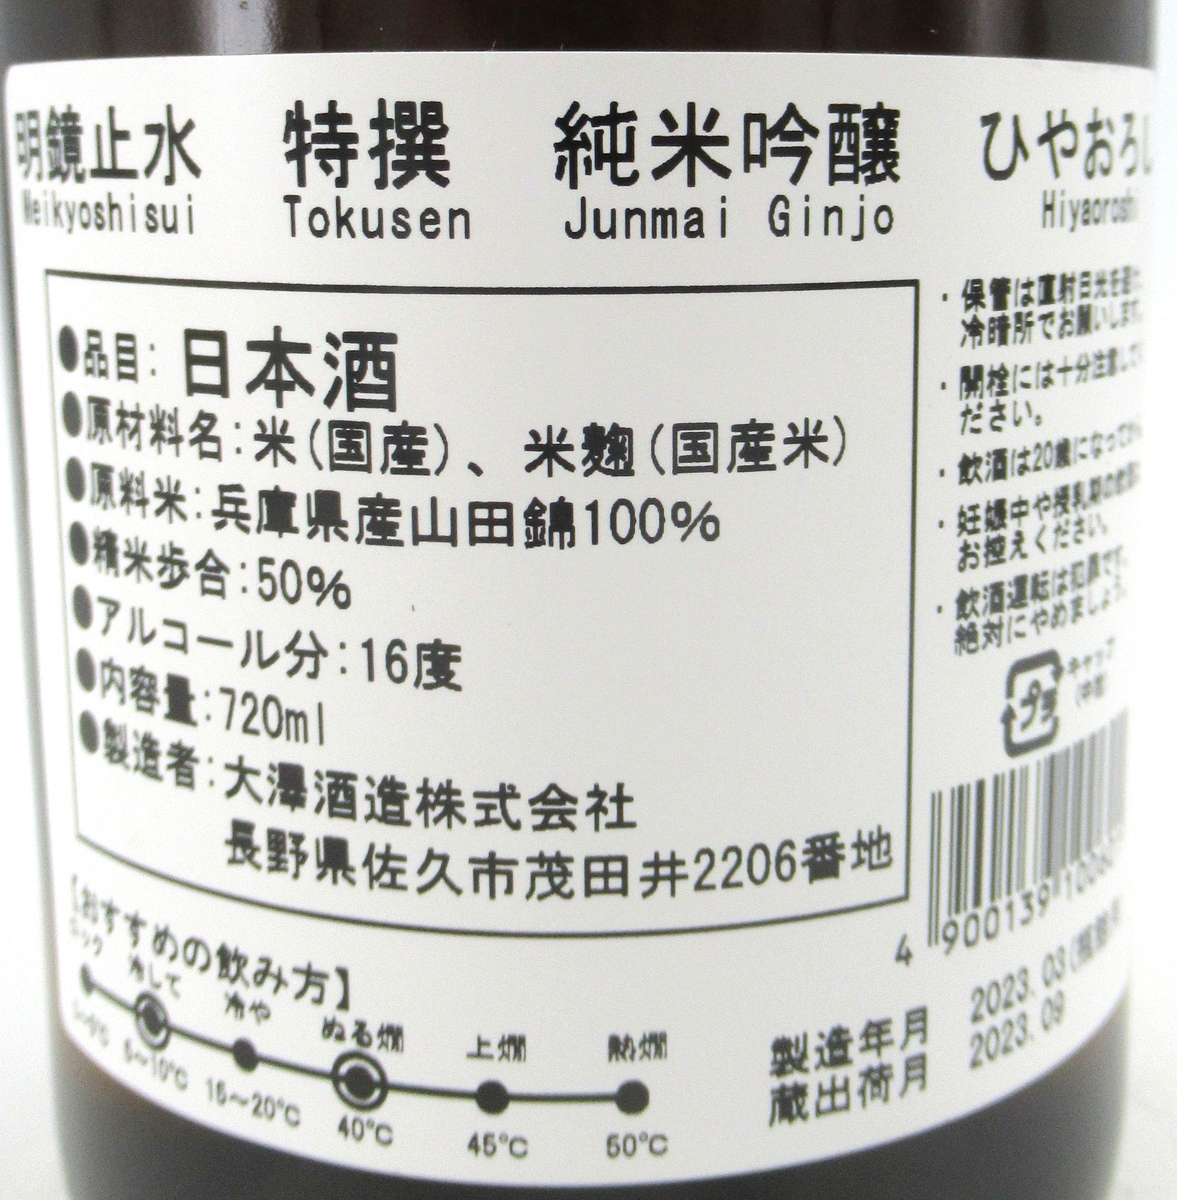 明鏡止水 特撰 純米吟醸 ひやおろし
Meikyoshisui Tokusen Junmai Ginjo Hiyaoroshi
●品目:日本酒
●原材料名:米(国産)、米麹(国産米)
●原料米:兵庫県産山田錦100%
●精米歩合:50%
●アルコール分:16度
●内容量:720ml
●製造者:大澤酒造株式会社
長野県佐久市茂田井2206番地
・保管は直射日光を避け
冷暗所でお願いします。
・開栓には十分注意して
ださい。
・飲酒は20歳になってから
・妊娠中や授乳期の飲酒
お控えください。
・飲酒運転は犯罪です。
絶対にやめましょう。
プラ
キャップ
4 900139
【おすすめの飲み方】
ロック 冷して 冷や ぬる燗 上燗 熱燗
5~10℃ 15~20℃ 40℃ 45℃ 50℃
製造年月 2023.03
蔵出荷月 2023.09